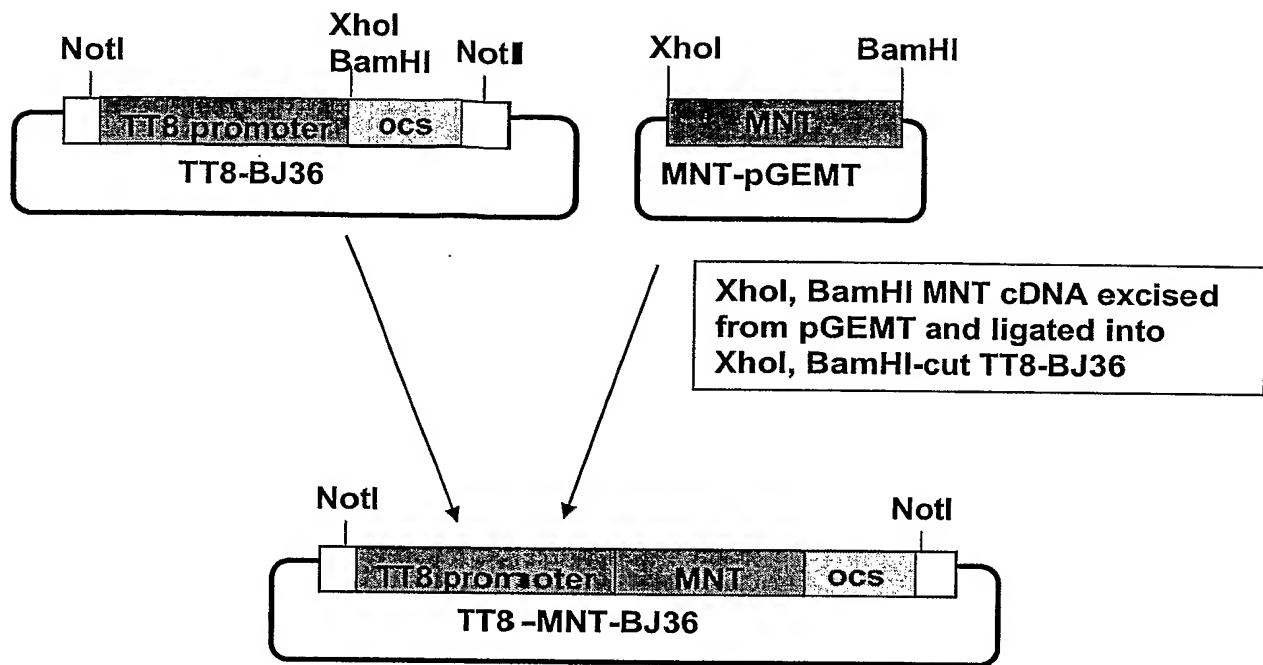 NotI
XhoI
BamHI
NotI
XhoI
BamHI
TT8 promoter
ocs
MNT
TT8-BJ36
MNT-pGEMT
XhoI, BamHI MNT cDNA excised
from pGEMT and ligated into
XhoI, BamHI-cut TT8-BJ36
NotI
NotI
TT8 promoter
MNT
ocs
TT8-MNT-BJ36